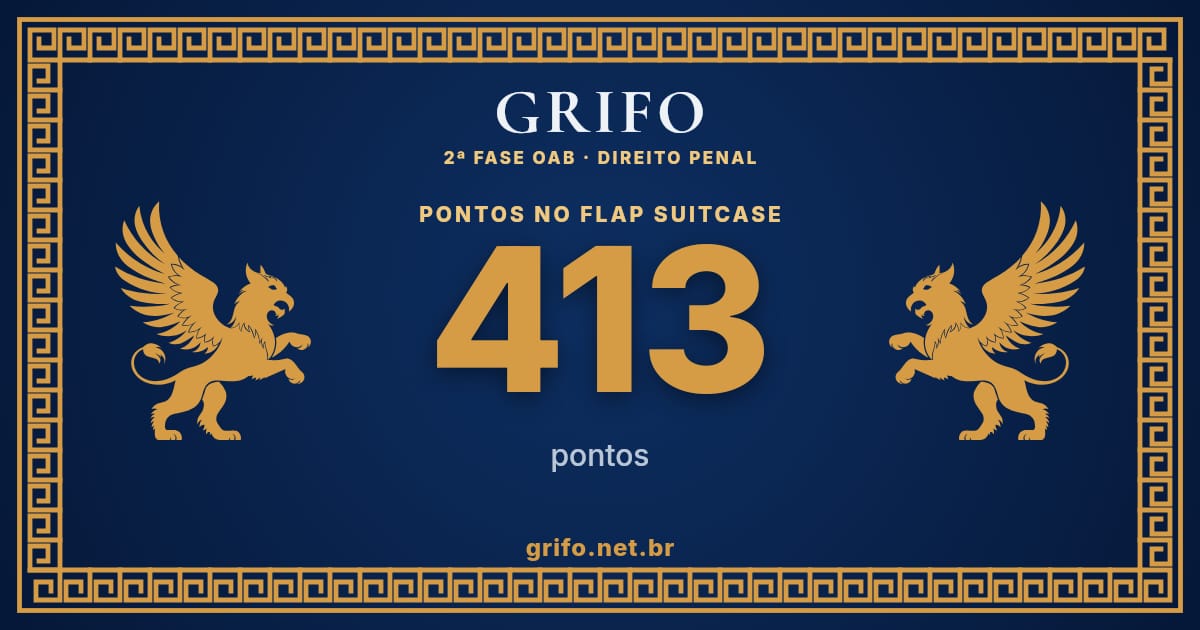 GRIFO
2ª FASE OAB · DIREITO PENAL
PONTOS NO FLAP SUITCASE
413
pontos
grifo.net.br